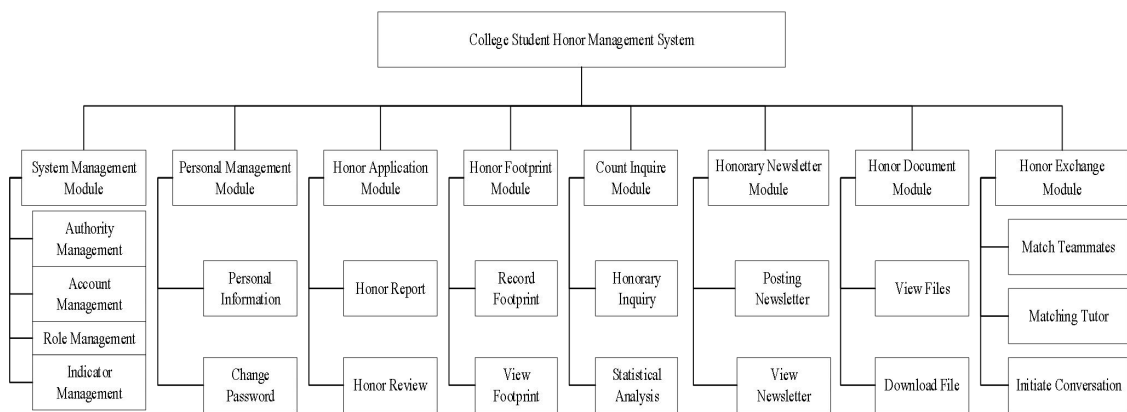 College Student Honor Management System
System Management
Module
Authority
Management
Account
Management
Role Management
Indicator
Management
Personal Management
Module
Personal
Information
Change
Password
Honor Application
Module
Honor Report
Honor Review
Honor Footprint
Module
Record
Footprint
View
Footprint
Count Inquire
Module
Honorary
Inquiry
Statistical
Analysis
Honorary Newsletter
Module
Posting
Newsletter
View
Newsletter
Honor Document
Module
View Files
Download File
Honor Exchange
Module
Match Teammates
Matching Tutor
Initiate Conversation